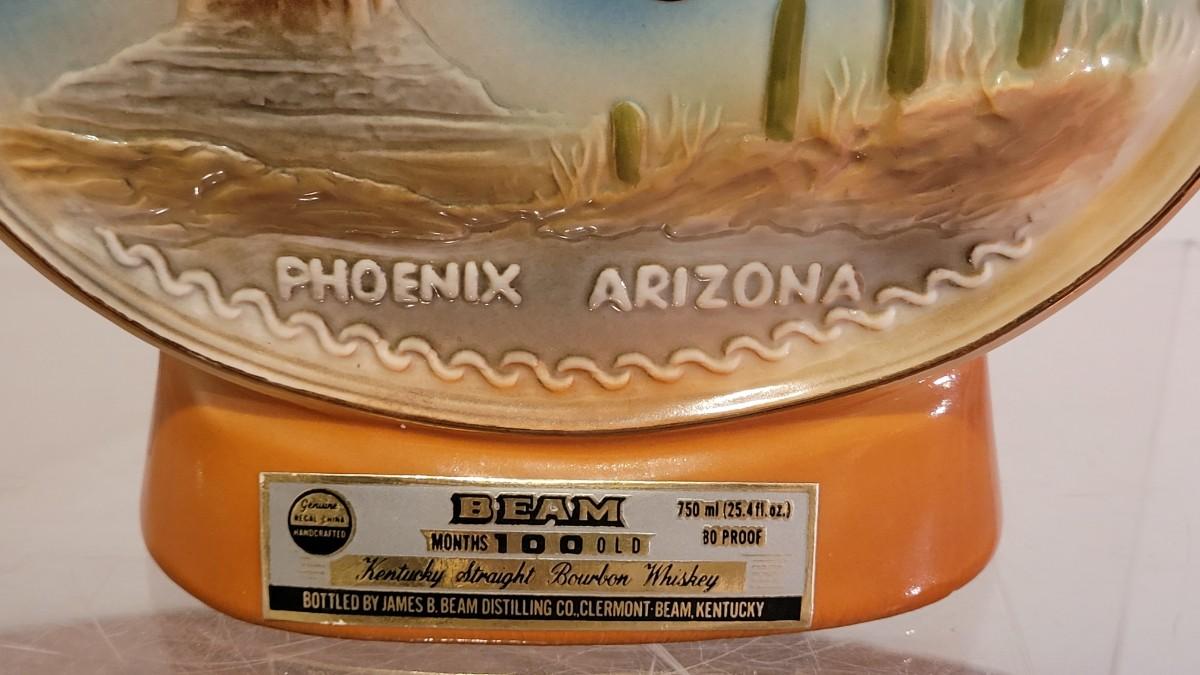 PHOENIX ARIZONA
Genuine
REGAL CHINA
HANDCRAFTED
BEAM
MONTHS 100 OLD
750 ml (25.4 fl. oz.)
80 PROOF
Kentucky Straight Bourbon Whiskey
BOTTLED BY JAMES B. BEAM DISTILLING CO., CLERMONT-BEAM, KENTUCKY